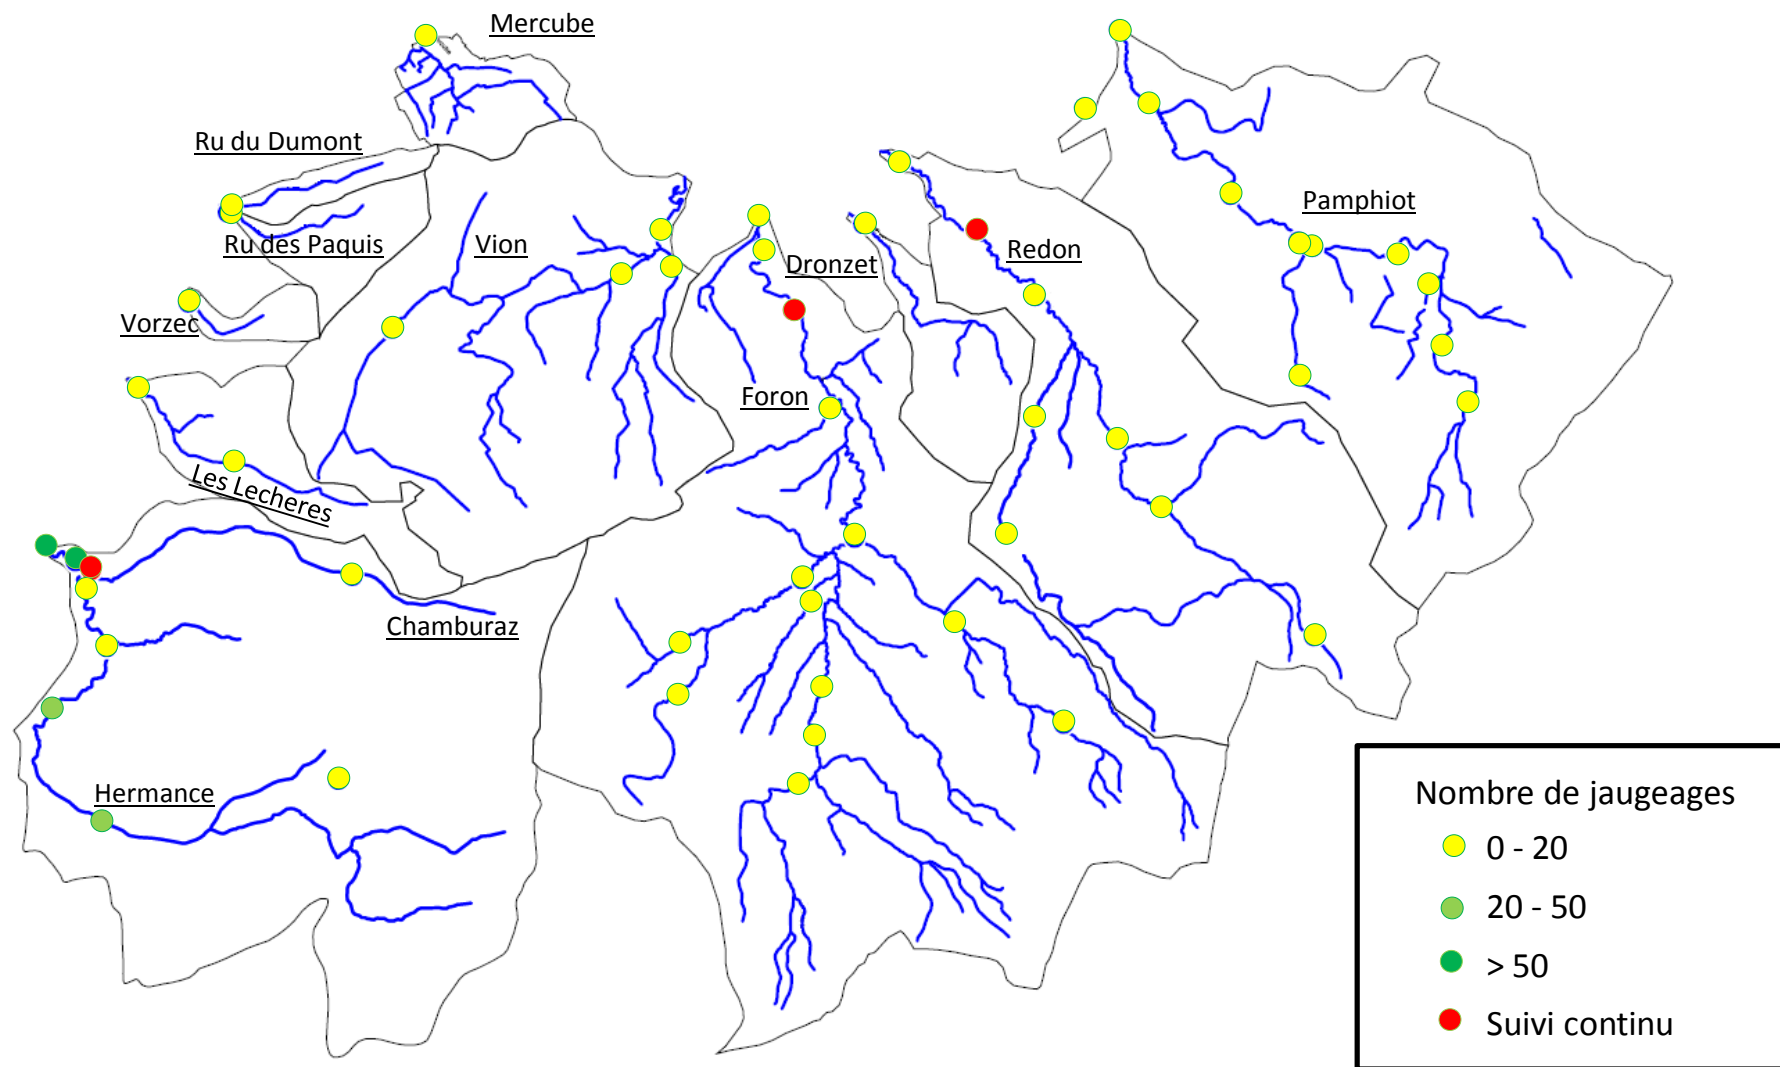 Mercube
Ru du Dumont
Pamphiot
Ru des Paquis
Vion
Redon
Dronzet
Vorzec
Foron
Les Lecheres
Chamburaz
Hermance
Nombre de jaugeages
0 - 20
20 - 50
> 50
Suivi continu